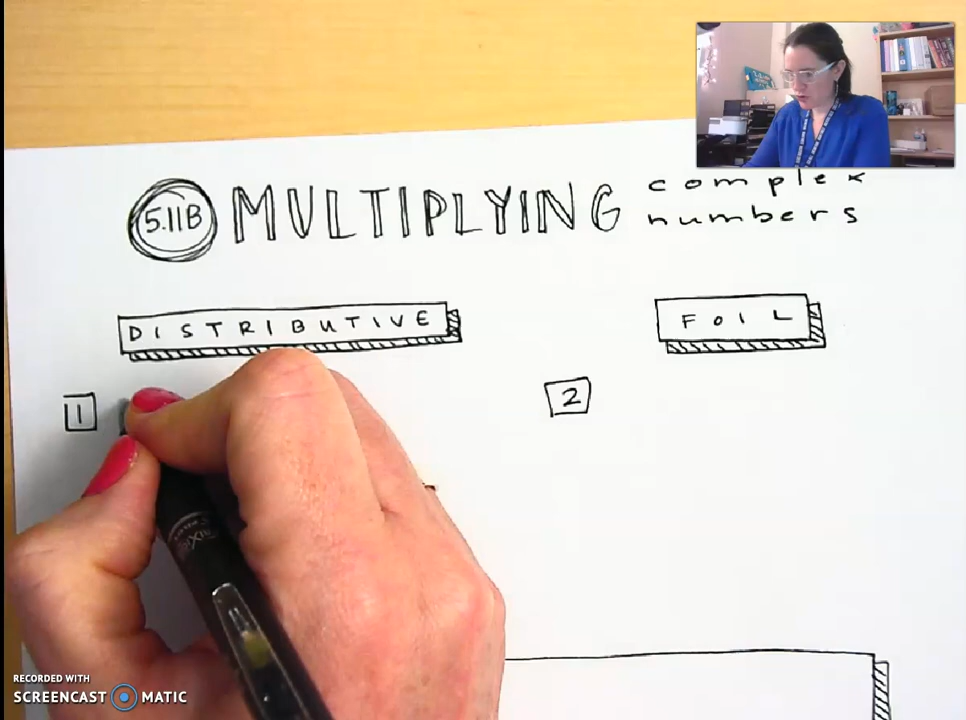 5.11B MULTIPLYING complex
numbers
DISTRIBUTIVE
FOIL
1
2
RECORDED WITH
SCREENCAST MATIC